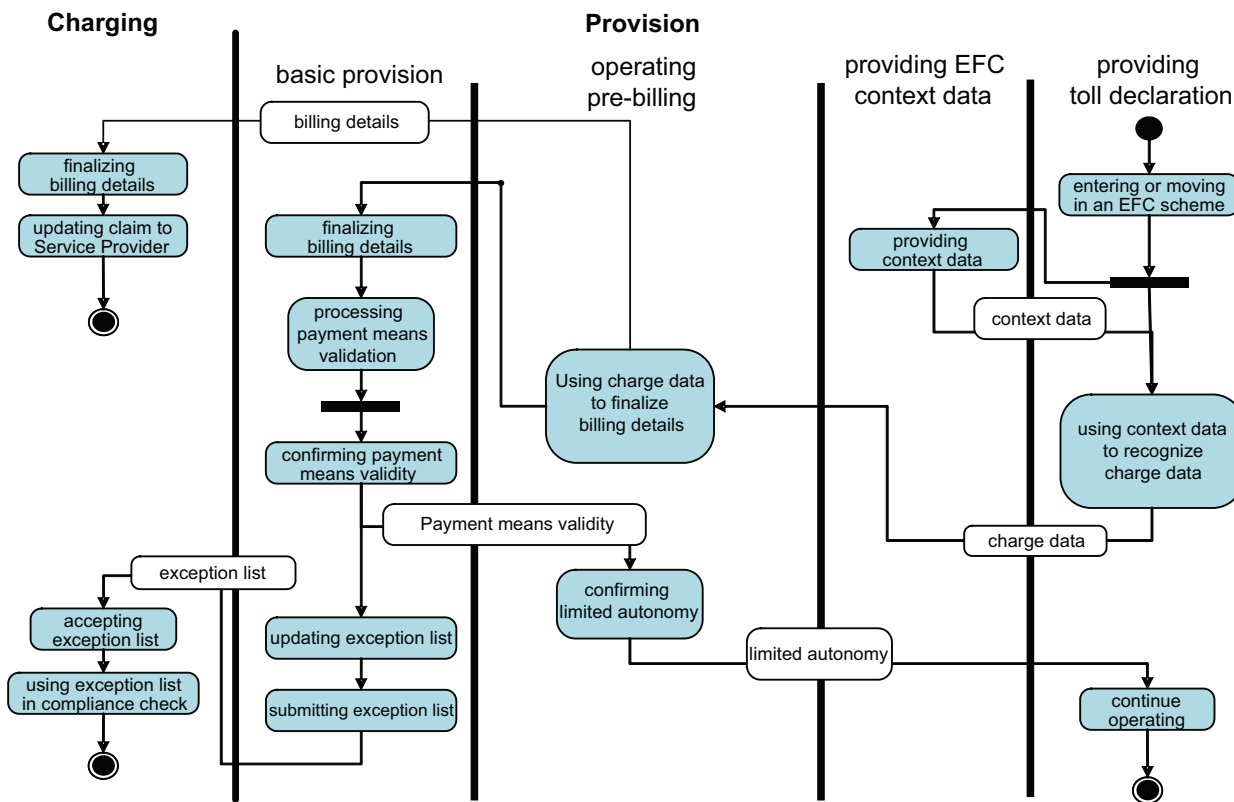 Charging
Provision
basic provision
operating
pre-billing
providing EFC
context data
providing
toll declaration
billing details
finalizing
billing details
updating claim to
Service Provider
finalizing
billing details
processing
payment means
validation
confirming payment
means validity
Using charge data
to finalize
billing details
providing
context data
entering or moving
in an EFC scheme
context data
using context data
to recognize
charge data
Payment means validity
charge data
exception list
accepting
exception list
using exception list
in compliance check
updating exception list
submitting exception list
confirming
limited autonomy
limited autonomy
continue
operating